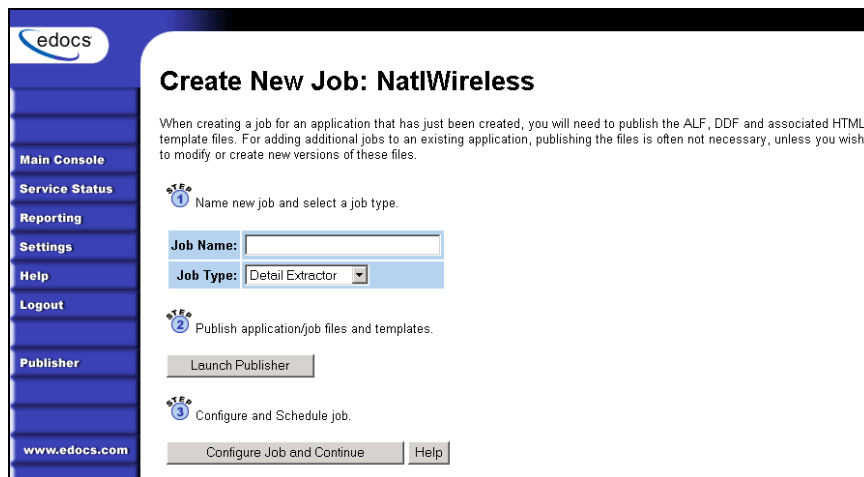 edocs
Main Console
Service Status
Reporting
Settings
Help
Logout
Publisher
www.edocs.com
Create New Job: NatlWireless
When creating a job for an application that has just been created, you will need to publish the ALF, DDF and associated HTML
template files. For adding additional jobs to an existing application, publishing the files is often not necessary, unless you wish
to modify or create new versions of these files.
STEP 1 Name new job and select a job type.
Job Name:
Job Type: Detail Extractor
STEP 2 Publish application/job files and templates.
Launch Publisher
STEP 3 Configure and Schedule job.
Configure Job and Continue Help